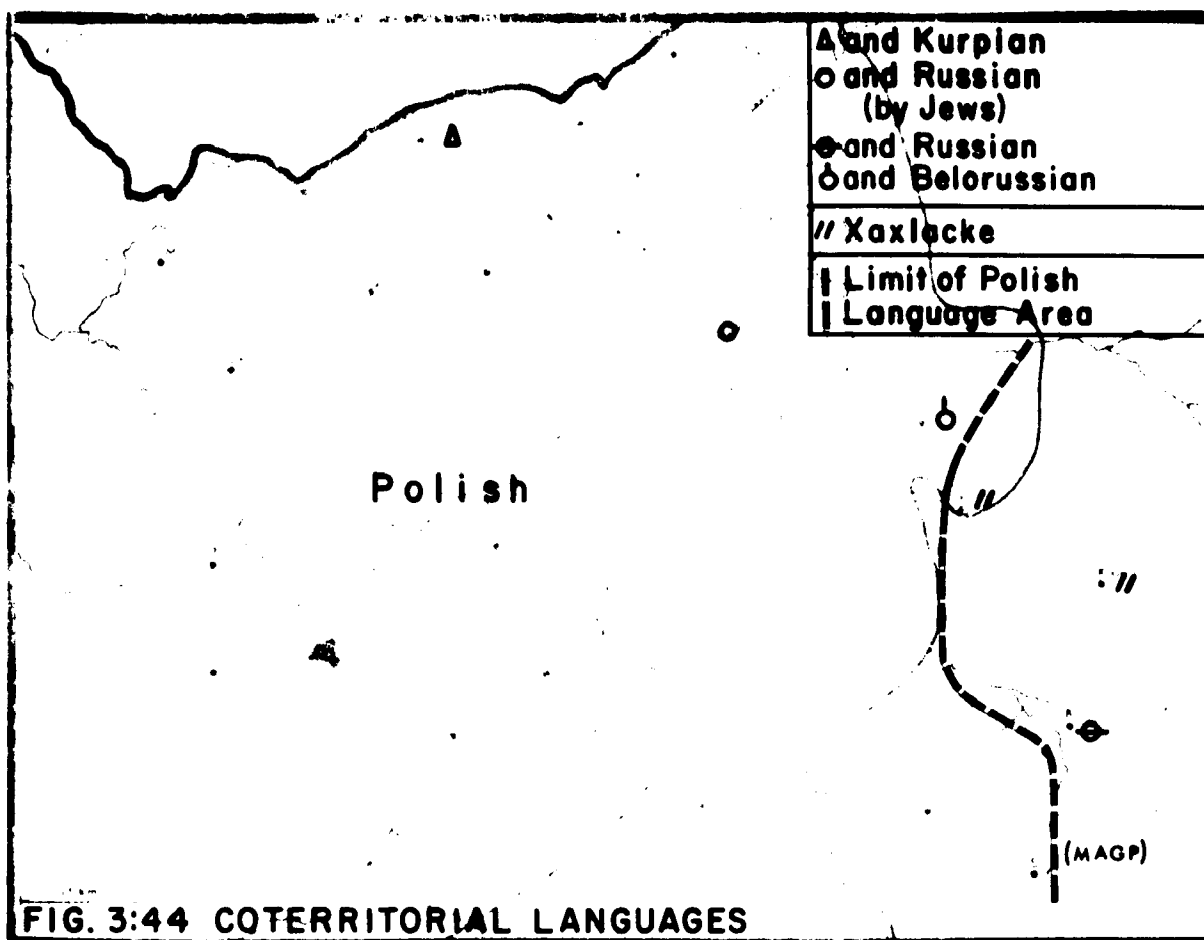 Δ and Kurpian
o and Russian
(by Jews)
and Russian
and Belorussian
// Xaxlacke
Limit of Polish
Language Area
Polish
(MAGP)
FIG. 3:44 COTERRITORIAL LANGUAGES